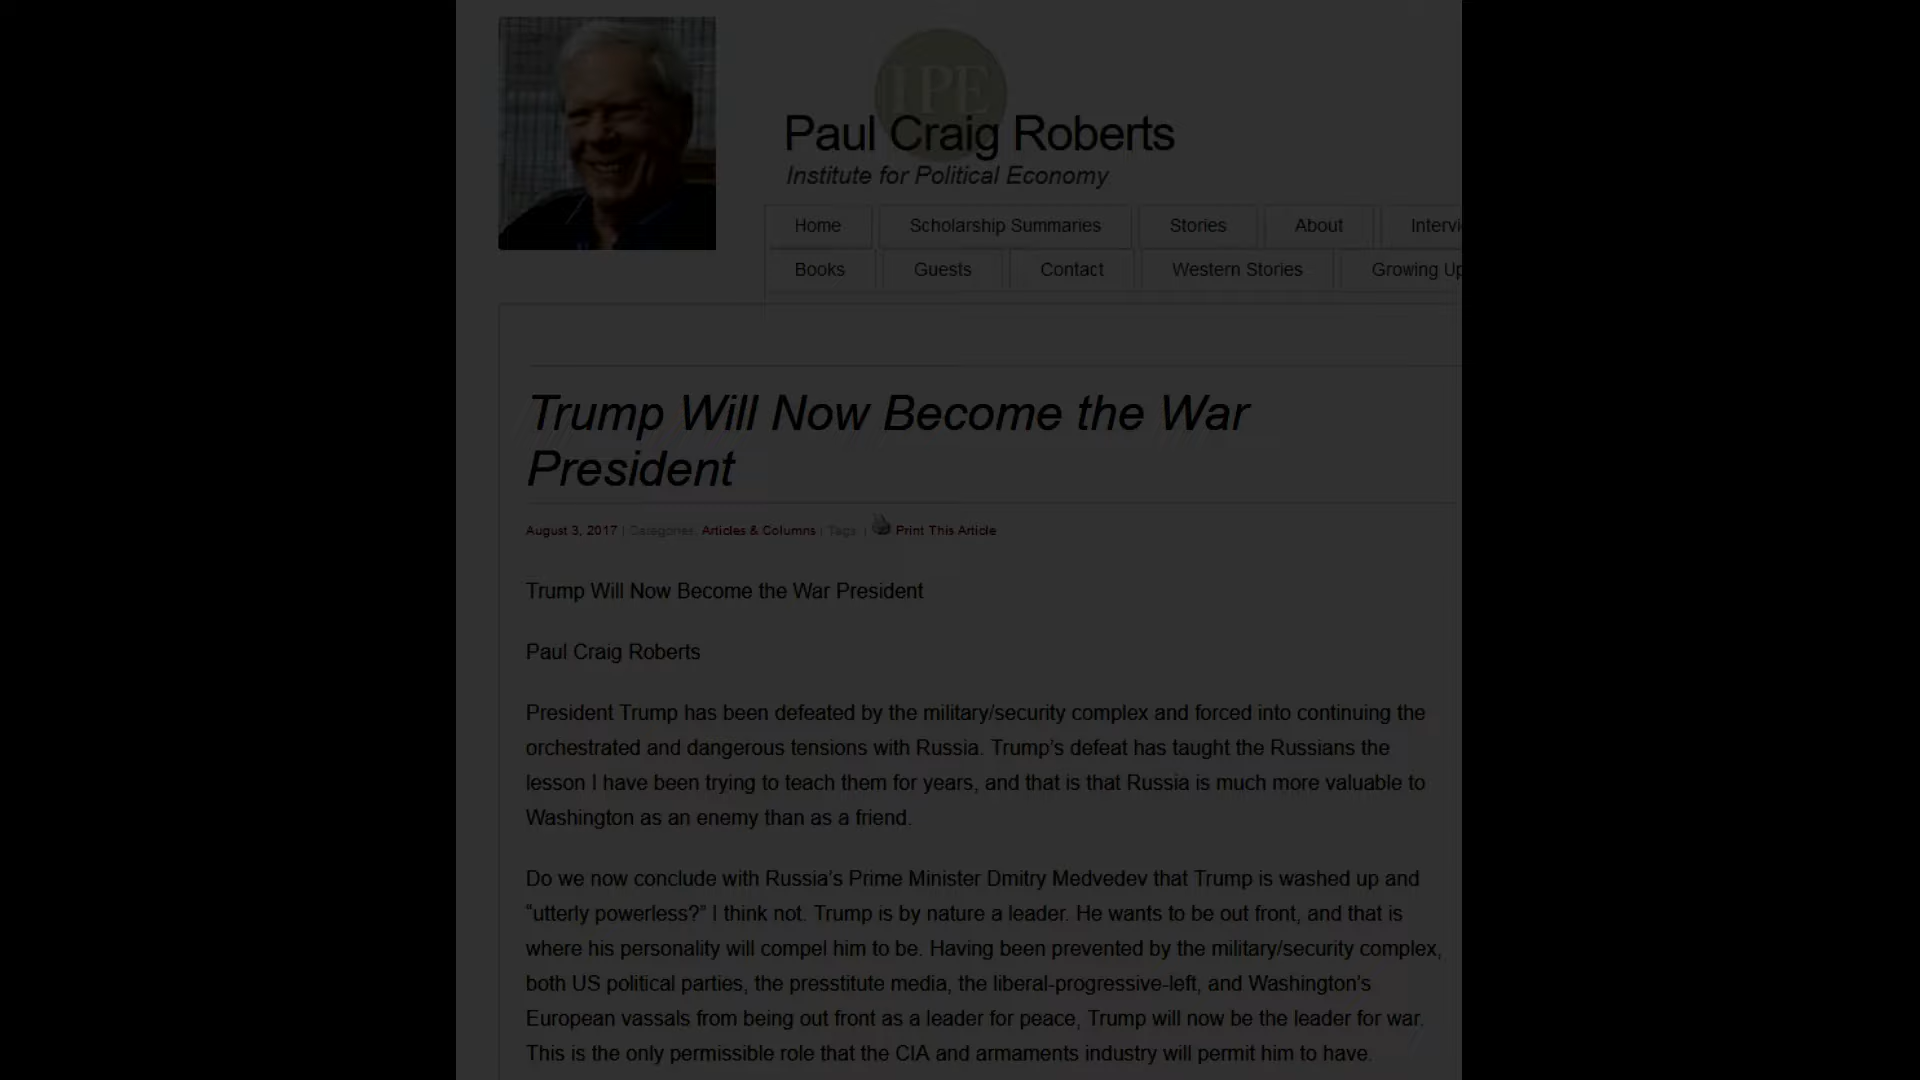 IPE
Paul Craig Roberts
Institute for Political Economy
Home Scholarship Summaries Stories About
Books Guests Contact Western Stories Growing Up
Trump Will Now Become the War
President
August 3, 2017 | Categories: Articles & Columns | Tags: | Print This Article
Trump Will Now Become the War President
Paul Craig Roberts
President Trump has been defeated by the military/security complex and forced into continuing the
orchestrated and dangerous tensions with Russia. Trump's defeat has taught the Russians the
lesson I have been trying to teach them for years, and that is that Russia is much more valuable to
Washington as an enemy than as a friend.
Do we now conclude with Russia's Prime Minister Dmitry Medvedev that Trump is washed up and
“utterly powerless?” I think not. Trump is by nature a leader. He wants to be out front, and that is
where his personality will compel him to be. Having been prevented by the military/security complex,
both US political parties, the presstitute media, the liberal-progressive-left, and Washington's
European vassals from being out front as a leader for peace, Trump will now be the leader for war.
This is the only permissible role that the CIA and armaments industry will permit him to have.